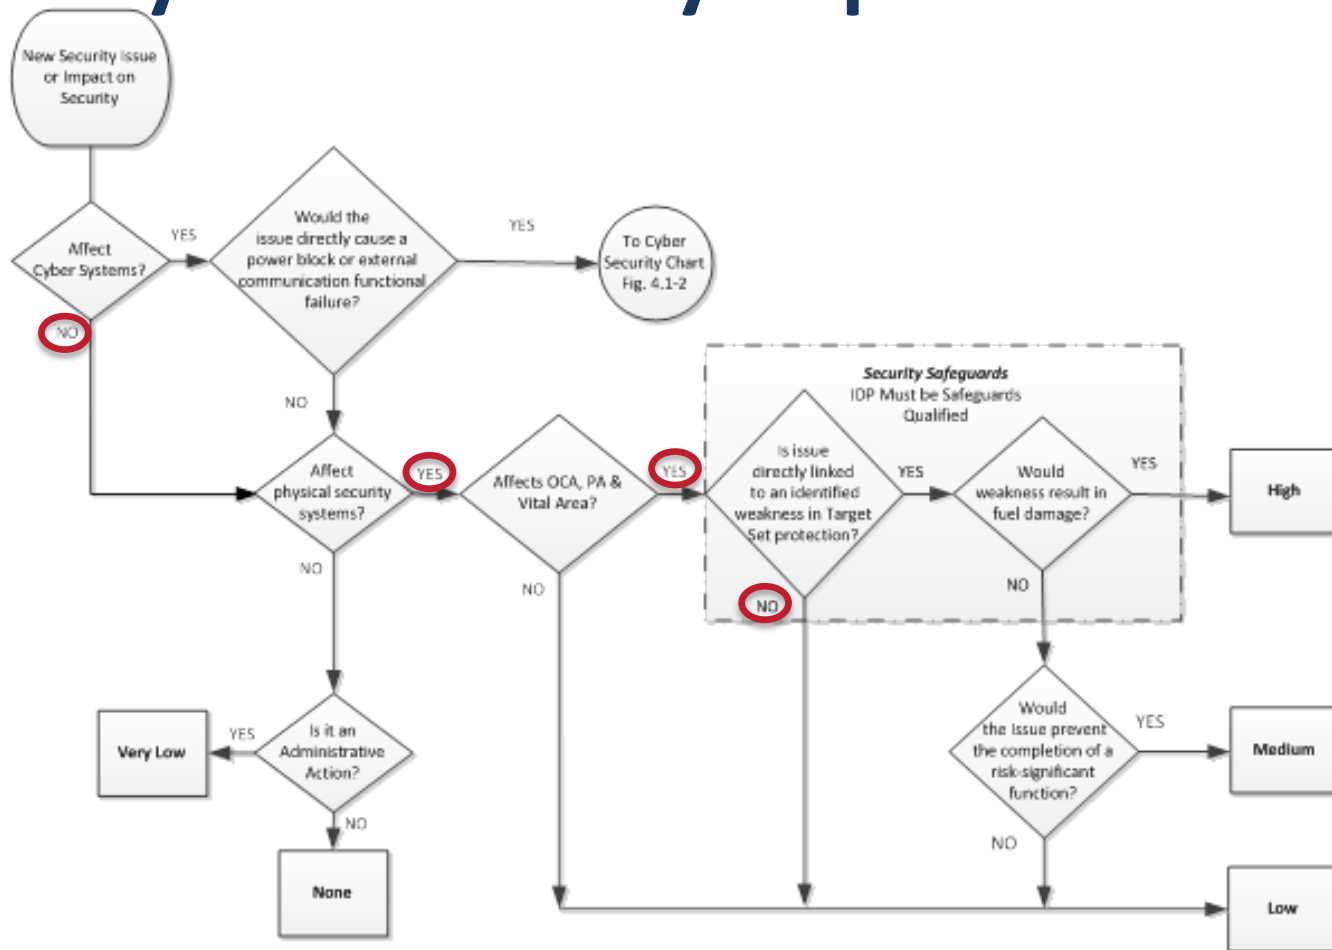 New Security Issue
or Impact on
Security
Affect
Cyber Systems?
YES
NO
Would the
issue directly cause a
power block or external
communication functional
failure?
YES
NO
To Cyber
Security Chart
Fig. 4.1-2
Affect
physical security
systems?
YES
NO
Affects OCA, PA &
Vital Area?
YES
NO
Security Safeguards
IDP Must be Safeguards
Qualified
Is issue
directly linked
to an identified
weakness in Target
Set protection?
YES
NO
Would
weakness result in
fuel damage?
YES
NO
High
Would
the issue prevent
the completion of a
risk-significant
function?
YES
NO
Medium
Is it an
Administrative
Action?
YES
NO
Very Low
None
Low